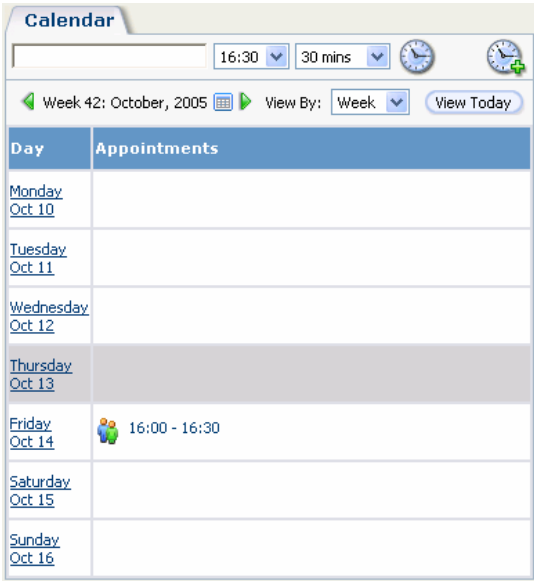 Calendar
16:30 30 mins
Week 42: October, 2005 View By: Week View Today
Day Appointments
Monday
Oct 10
Tuesday
Oct 11
Wednesday
Oct 12
Thursday
Oct 13
Friday
Oct 14
16:00 - 16:30
Saturday
Oct 15
Sunday
Oct 16